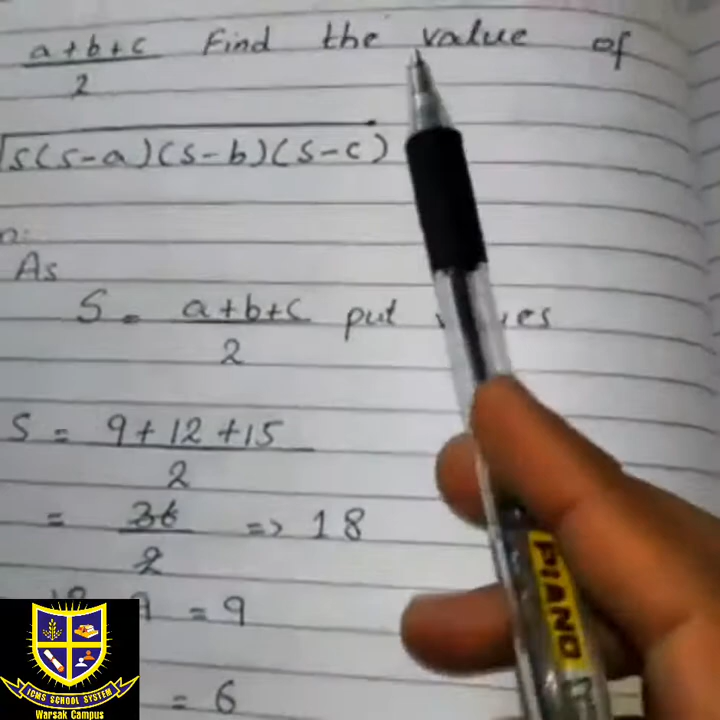 a+b+c Find the value of
2
√s(s-a)(s-b)(s-c)
As
S = a+b+c put
2
S = 9+12+15
2
= 36 => 18
2
9 = 9
= 6
PIANO
ICMS SCHOOL SYSTEM
Warsak Campus